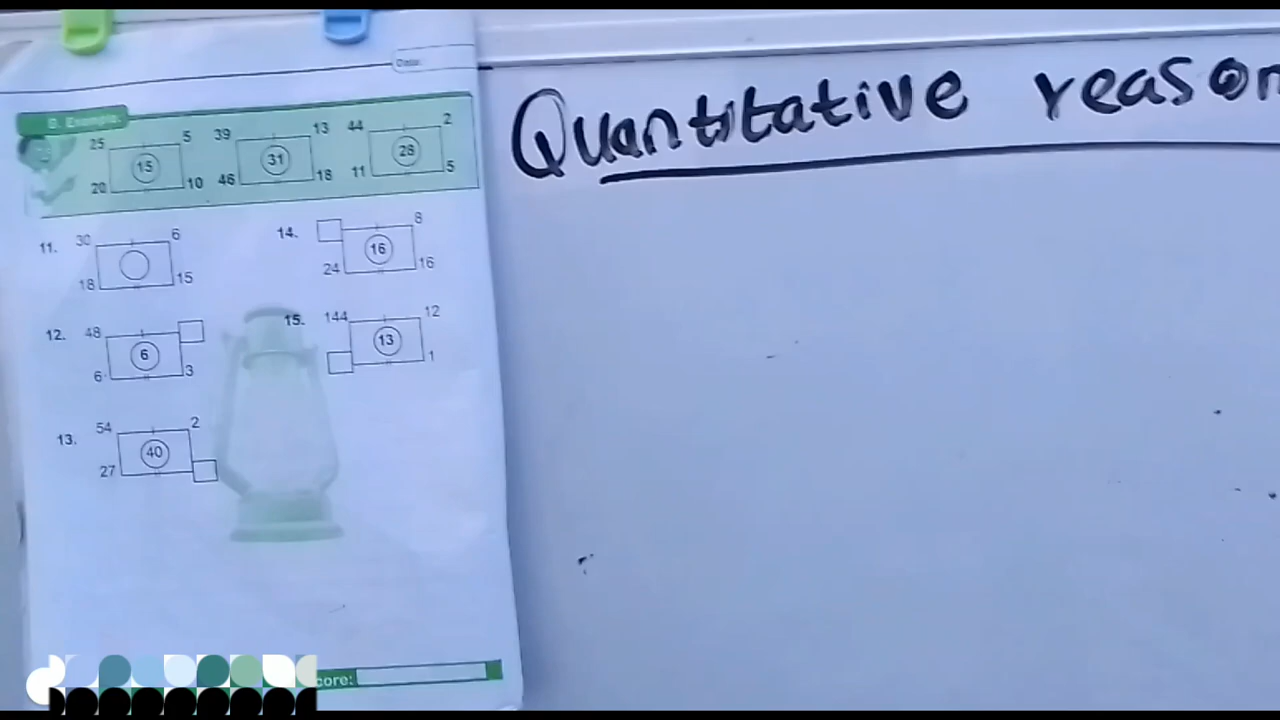 Quantitative reason
Date:
B. Example:
25 5 39 13 44 2
15 31 28
20 10 46 18 11 5
11. 30 6
18 15
14. 8
16
24 16
12. 48
6
6 3
15. 144 12
13
1
13. 54 2
40
27
core: